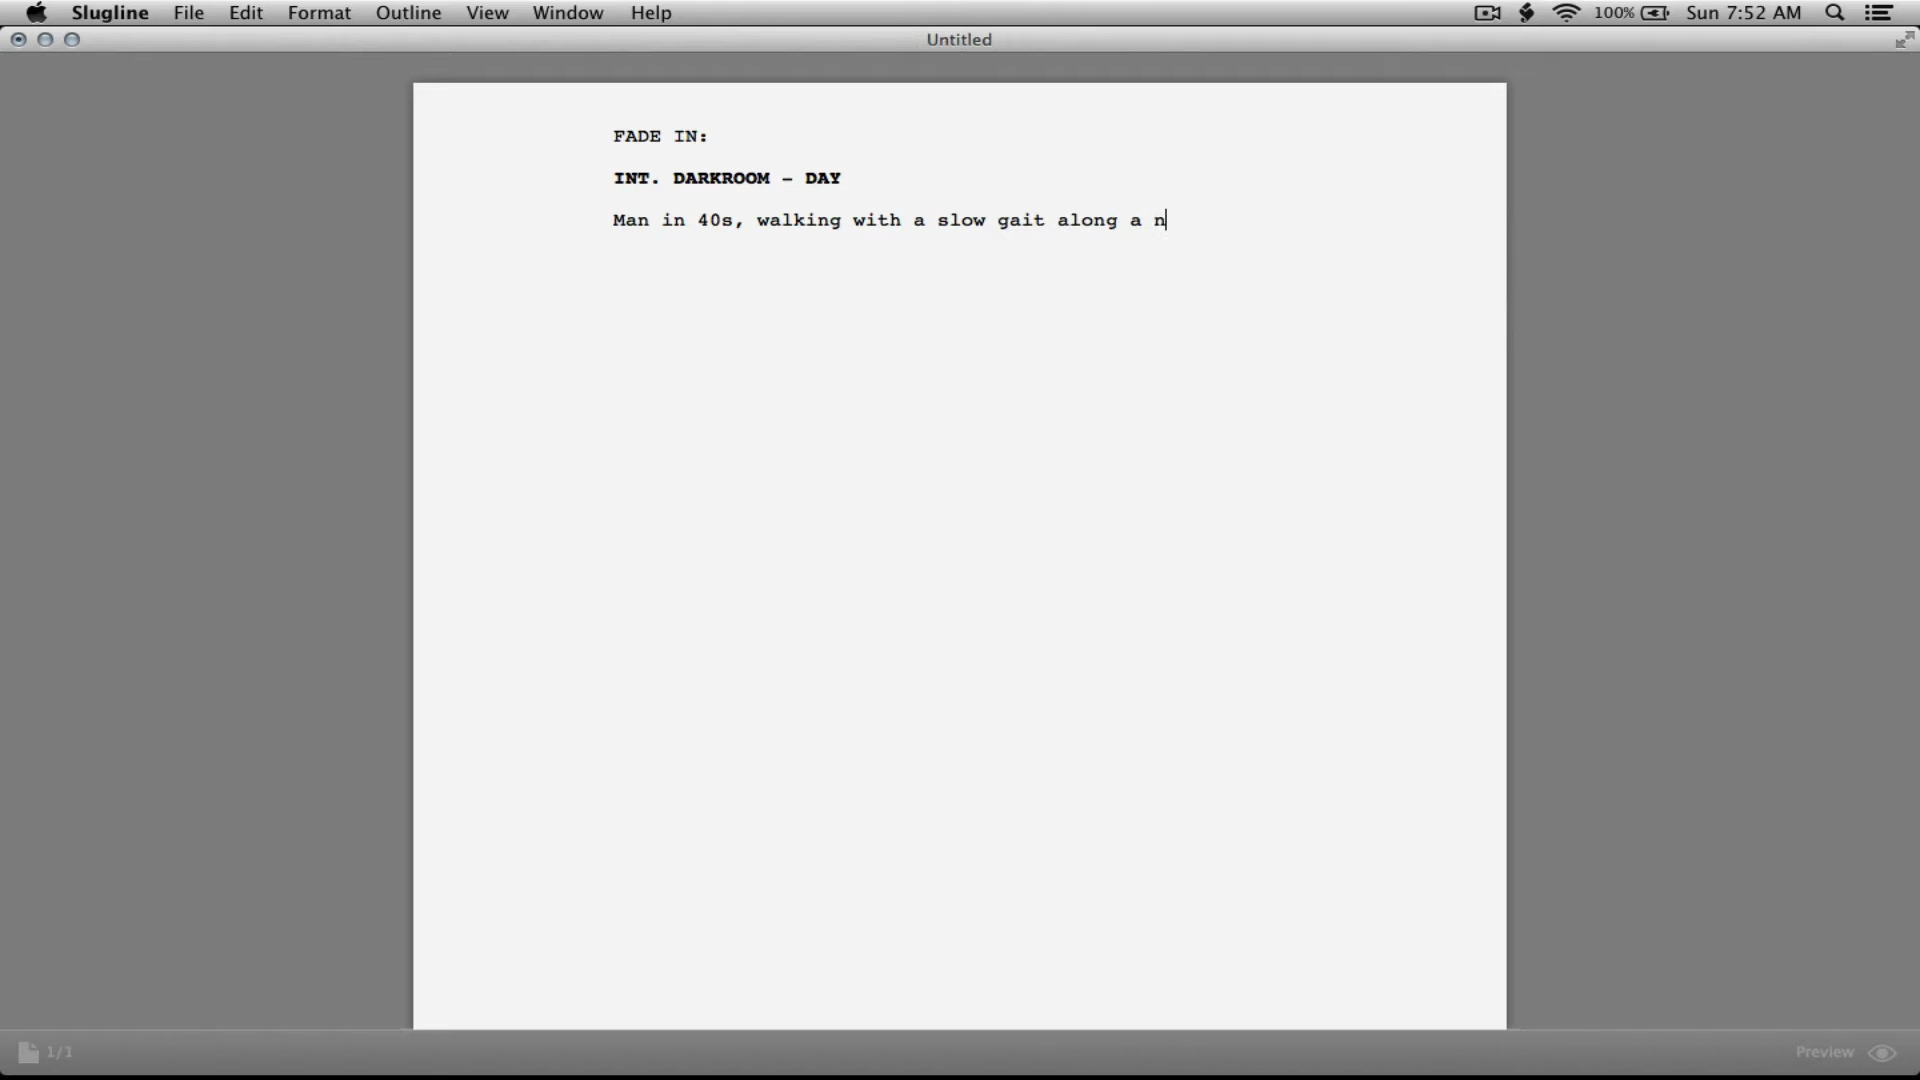 Slugline File Edit Format Outline View Window Help 100% Sun 7:52 AM
Untitled
FADE IN:
INT. DARKROOM - DAY
Man in 40s, walking with a slow gait along a n
1/1 Preview